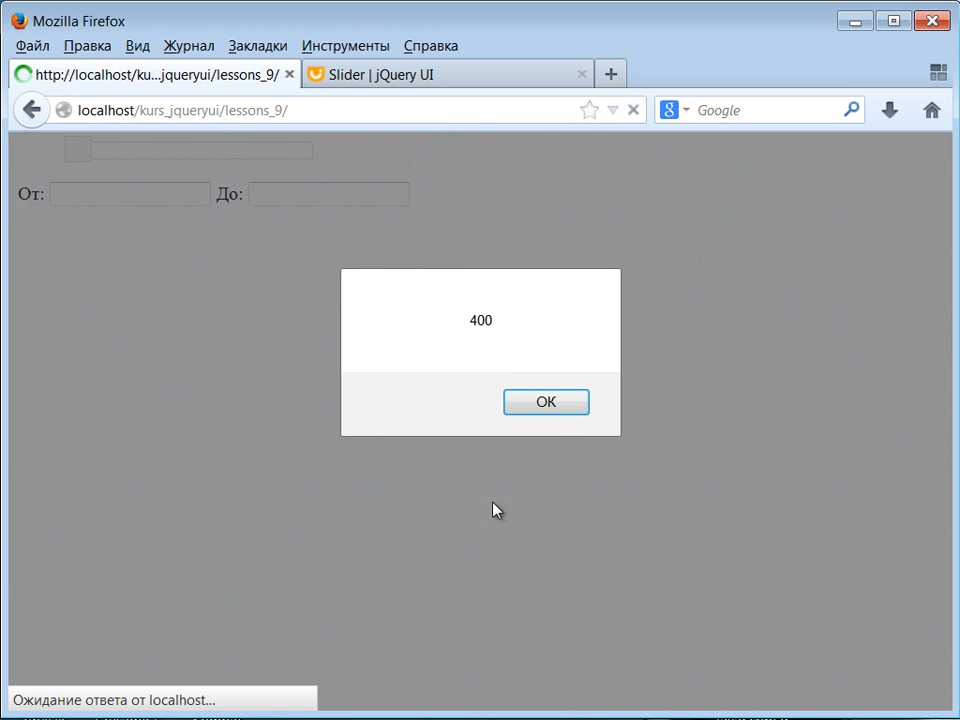 Mozilla Firefox
Файл Правка Вид Журнал Закладки Инструменты Справка
http://localhost/ku...jqueryui/lessons_9/ Slider | jQuery UI
localhost/kurs_jqueryui/lessons_9/ Google
От: До:
400
OK
Ожидание ответа от localhost...